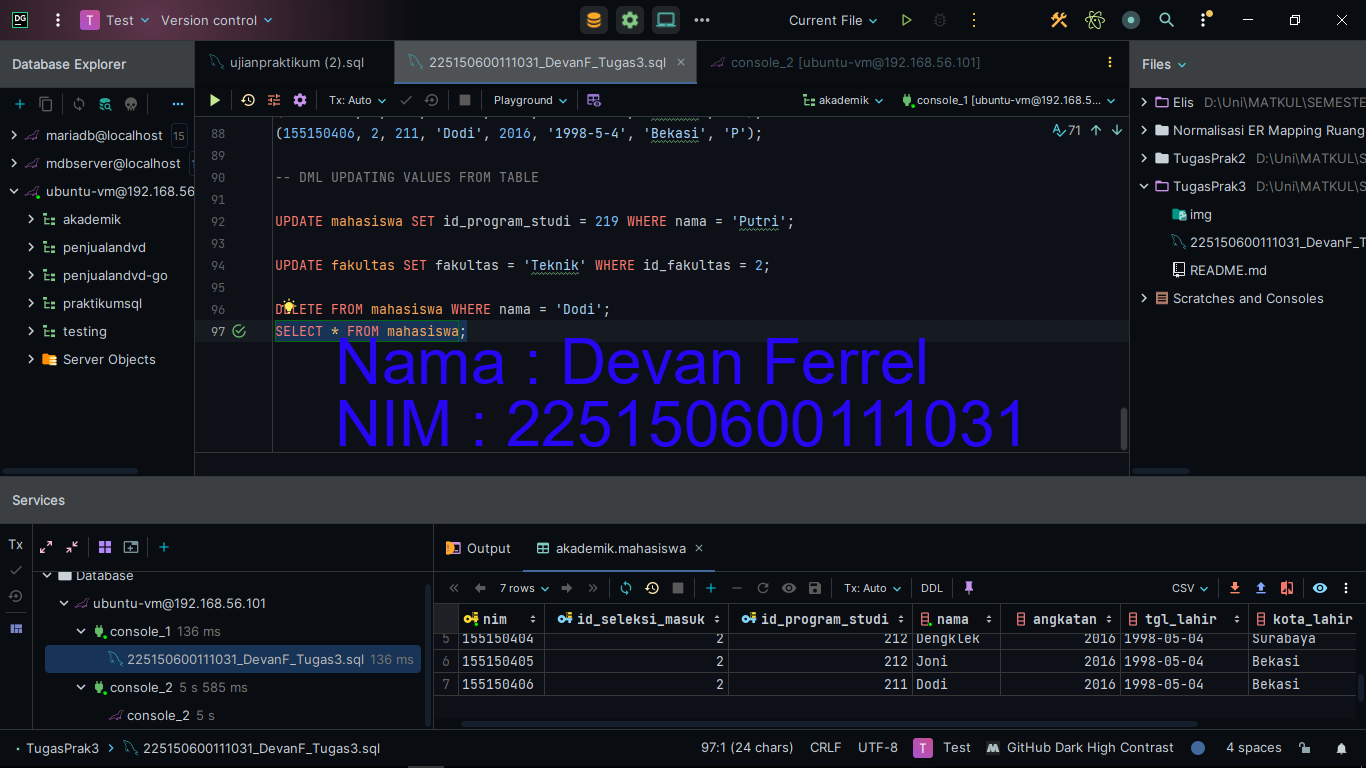 DG
T Test Version control Current File
Database Explorer
ujianpraktikum (2).sql 225150600111031_DevanF_Tugas3.sql console_2 [ubuntu-vm@192.168.56.101]
Files
Tx: Auto Playground akademik console_1 [ubuntu-vm@192.168.5...
mariadb@localhost 15
mdbserver@localhost
ubuntu-vm@192.168.56
akademik
penjualandvd
penjualandvd-go
praktikumsql
testing
Server Objects
71
88 (155150406, 2, 211, 'Dodi', 2016, '1998-5-4', 'Bekasi', 'P');
89
90 -- DML UPDATING VALUES FROM TABLE
91
92 UPDATE mahasiswa SET id_program_studi = 219 WHERE nama = 'Putri';
93
94 UPDATE fakultas SET fakultas = 'Teknik' WHERE id_fakultas = 2;
95
96 DELETE FROM mahasiswa WHERE nama = 'Dodi';
97 SELECT * FROM mahasiswa;
Nama : Devan Ferrel
NIM : 225150600111031
Elis D:\Uni\MATKUL\SEMESTE
Normalisasi ER Mapping Ruang
TugasPrak2 D:\Uni\MATKUL\S
TugasPrak3 D:\Uni\MATKUL\S
img
225150600111031_DevanF_T
README.md
Scratches and Consoles
Services
Tx
Database
ubuntu-vm@192.168.56.101
console_1 136 ms
225150600111031_DevanF_Tugas3.sql 136 ms
console_2 5 s 585 ms
console_2 5 s
Output akademik.mahasiswa
7 rows Tx: Auto DDL CSV
nim id_seleksi_masuk id_program_studi nama angkatan tgl_lahir kota_lahir
5 155150404 2 212 Dengklek 2016 1998-05-04 Surabaya
6 155150405 2 212 Joni 2016 1998-05-04 Bekasi
7 155150406 2 211 Dodi 2016 1998-05-04 Bekasi
TugasPrak3 225150600111031_DevanF_Tugas3.sql 97:1 (24 chars) CRLF UTF-8 T Test GitHub Dark High Contrast 4 spaces